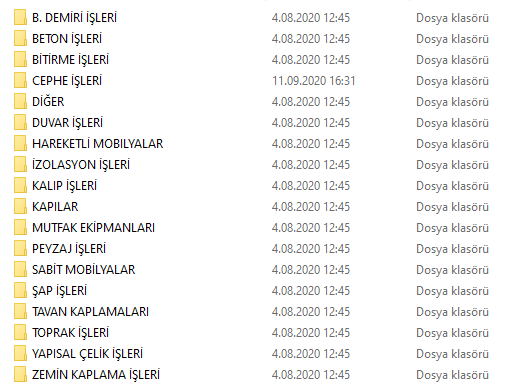 B. DEMİRİ İŞLERİ 4.08.2020 12:45 Dosya klasörü
BETON İŞLERİ 4.08.2020 12:45 Dosya klasörü
BİTİRME İŞLERİ 4.08.2020 12:45 Dosya klasörü
CEPHE İŞLERİ 11.09.2020 16:31 Dosya klasörü
DİĞER 4.08.2020 12:45 Dosya klasörü
DUVAR İŞLERİ 4.08.2020 12:45 Dosya klasörü
HAREKETLİ MOBILYALAR 4.08.2020 12:45 Dosya klasörü
İZOLASYON İŞLERİ 4.08.2020 12:45 Dosya klasörü
KALIP İŞLERİ 4.08.2020 12:45 Dosya klasörü
KAPILAR 4.08.2020 12:45 Dosya klasörü
MUTFAK EKİPMANLARI 4.08.2020 12:45 Dosya klasörü
PEYZAJ İŞLERİ 4.08.2020 12:45 Dosya klasörü
SABİT MOBİLYALAR 4.08.2020 12:45 Dosya klasörü
ŞAP İŞLERİ 4.08.2020 12:45 Dosya klasörü
TAVAN KAPLAMALARI 4.08.2020 12:45 Dosya klasörü
TOPRAK İŞLERİ 4.08.2020 12:45 Dosya klasörü
YAPISAL ÇELİK İŞLERİ 4.08.2020 12:45 Dosya klasörü
ZEMİN KAPLAMA İŞLERİ 4.08.2020 12:45 Dosya klasörü